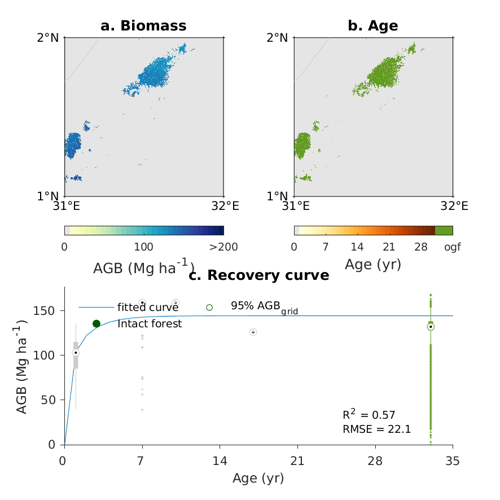 a. Biomass
b. Age
2°N
2°N
1°N
1°N
31°E
32°E
31°E
32°E
0
100
>200
0
7
14
21
28
ogf
AGB (Mg ha⁻¹)
Age (yr)
c. Recovery curve
fitted curve
95% AGB_grid
Intact forest
150
100
50
0
AGB (Mg ha⁻¹)
R² = 0.57
RMSE = 22.1
0
7
14
21
28
35
Age (yr)